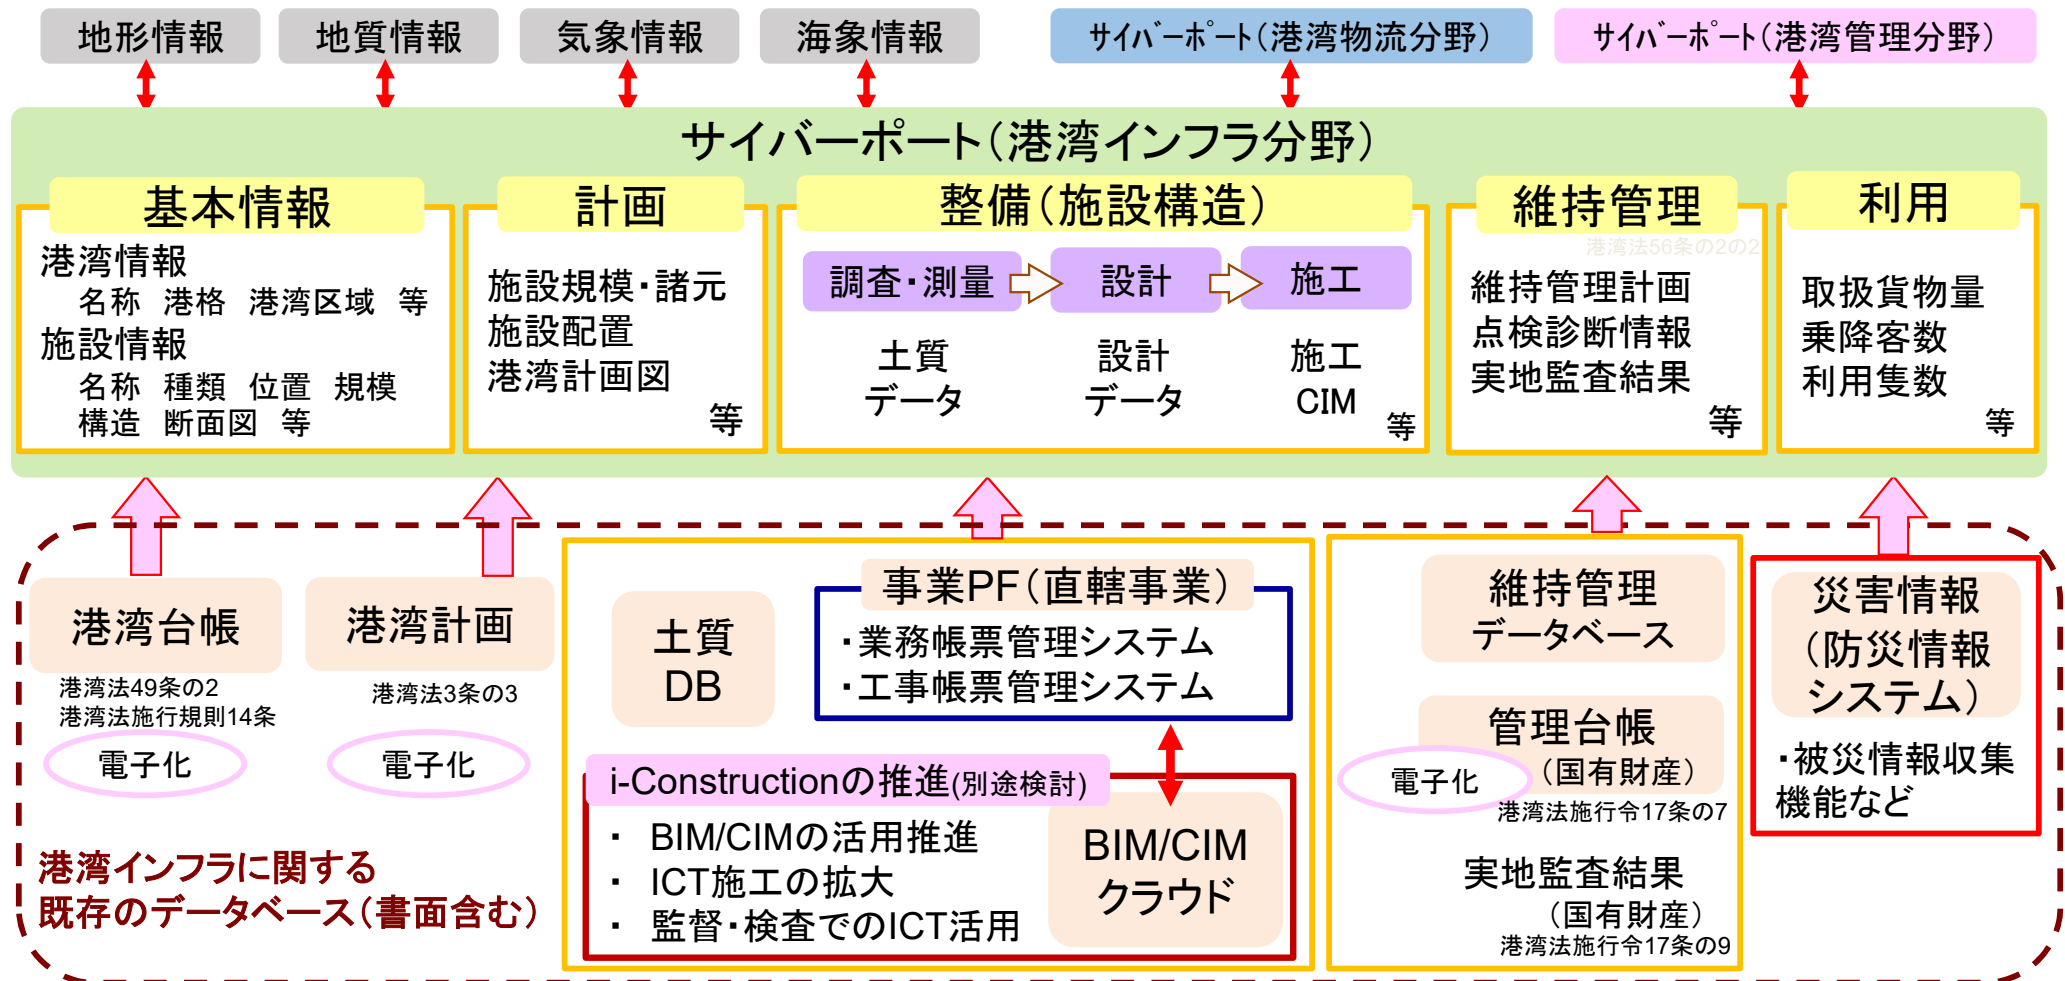 地形情報
地質情報
気象情報
海象情報
サイバーポート（港湾物流分野）
サイバーポート（港湾管理分野）
サイバーポート（港湾インフラ分野）
基本情報
港湾情報
名称　港格　港湾区域　等
施設情報
名称　種類　位置　規模
構造　断面図　等
計画
施設規模・諸元
施設配置
港湾計画図
等
整備（施設構造）
調査・測量
設計
施工
土質
データ
設計
データ
施工
CIM
等
維持管理
港湾法56条の2の2
維持管理計画
点検診断情報
実地監査結果
等
利用
取扱貨物量
乗降客数
利用隻数
等
港湾台帳
港湾法49条の2
港湾法施行規則14条
電子化
港湾計画
港湾法3条の3
電子化
港湾インフラに関する
既存のデータベース（書面含む）
土質
DB
事業PF（直轄事業）
・業務帳票管理システム
・工事帳票管理システム
i-Constructionの推進(別途検討)
・ BIM/CIMの活用推進
・ ICT施工の拡大
・ 監督・検査でのICT活用
BIM/CIM
クラウド
維持管理
データベース
管理台帳
（国有財産）
電子化
港湾法施行令17条の7
実地監査結果
（国有財産）
港湾法施行令17条の9
災害情報
（防災情報
システム）
・被災情報収集
機能など